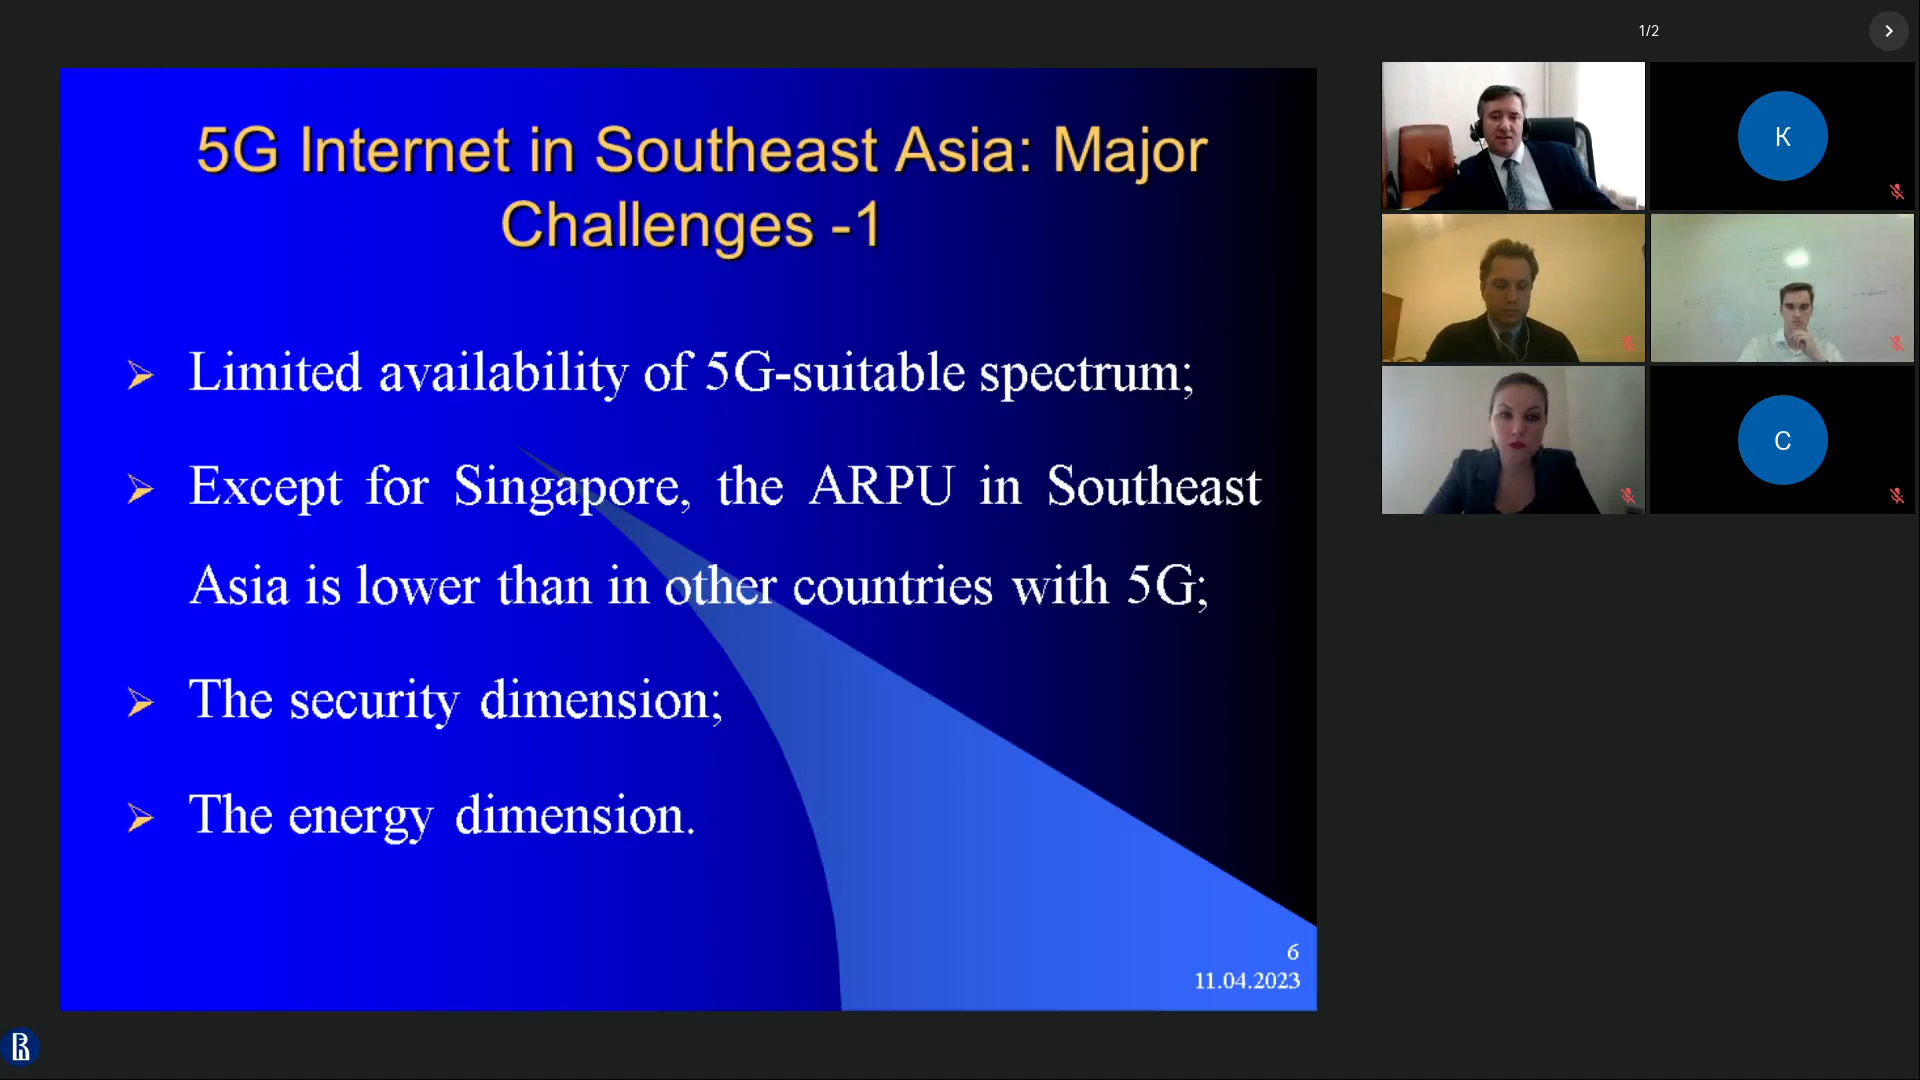 1/2
5G Internet in Southeast Asia: Major
Challenges -1
➢ Limited availability of 5G-suitable spectrum;
➢ Except for Singapore, the ARPU in Southeast
Asia is lower than in other countries with 5G;
➢ The security dimension;
➢ The energy dimension.
6
11.04.2023
К
С